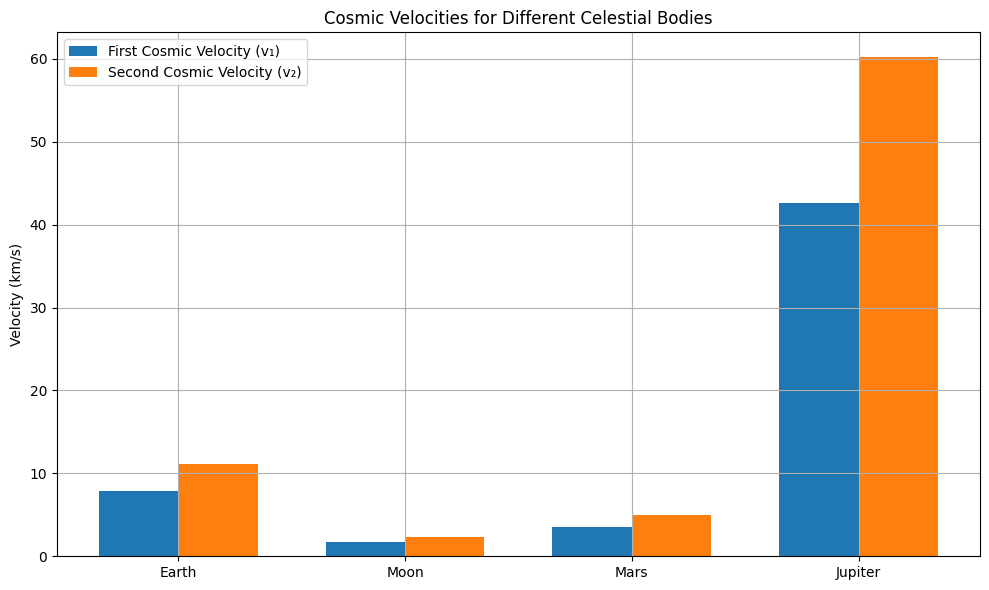 Cosmic Velocities for Different Celestial Bodies
First Cosmic Velocity (v₁)
Second Cosmic Velocity (v₂)
Velocity (km/s)
60
50
40
30
20
10
0
Earth Moon Mars Jupiter